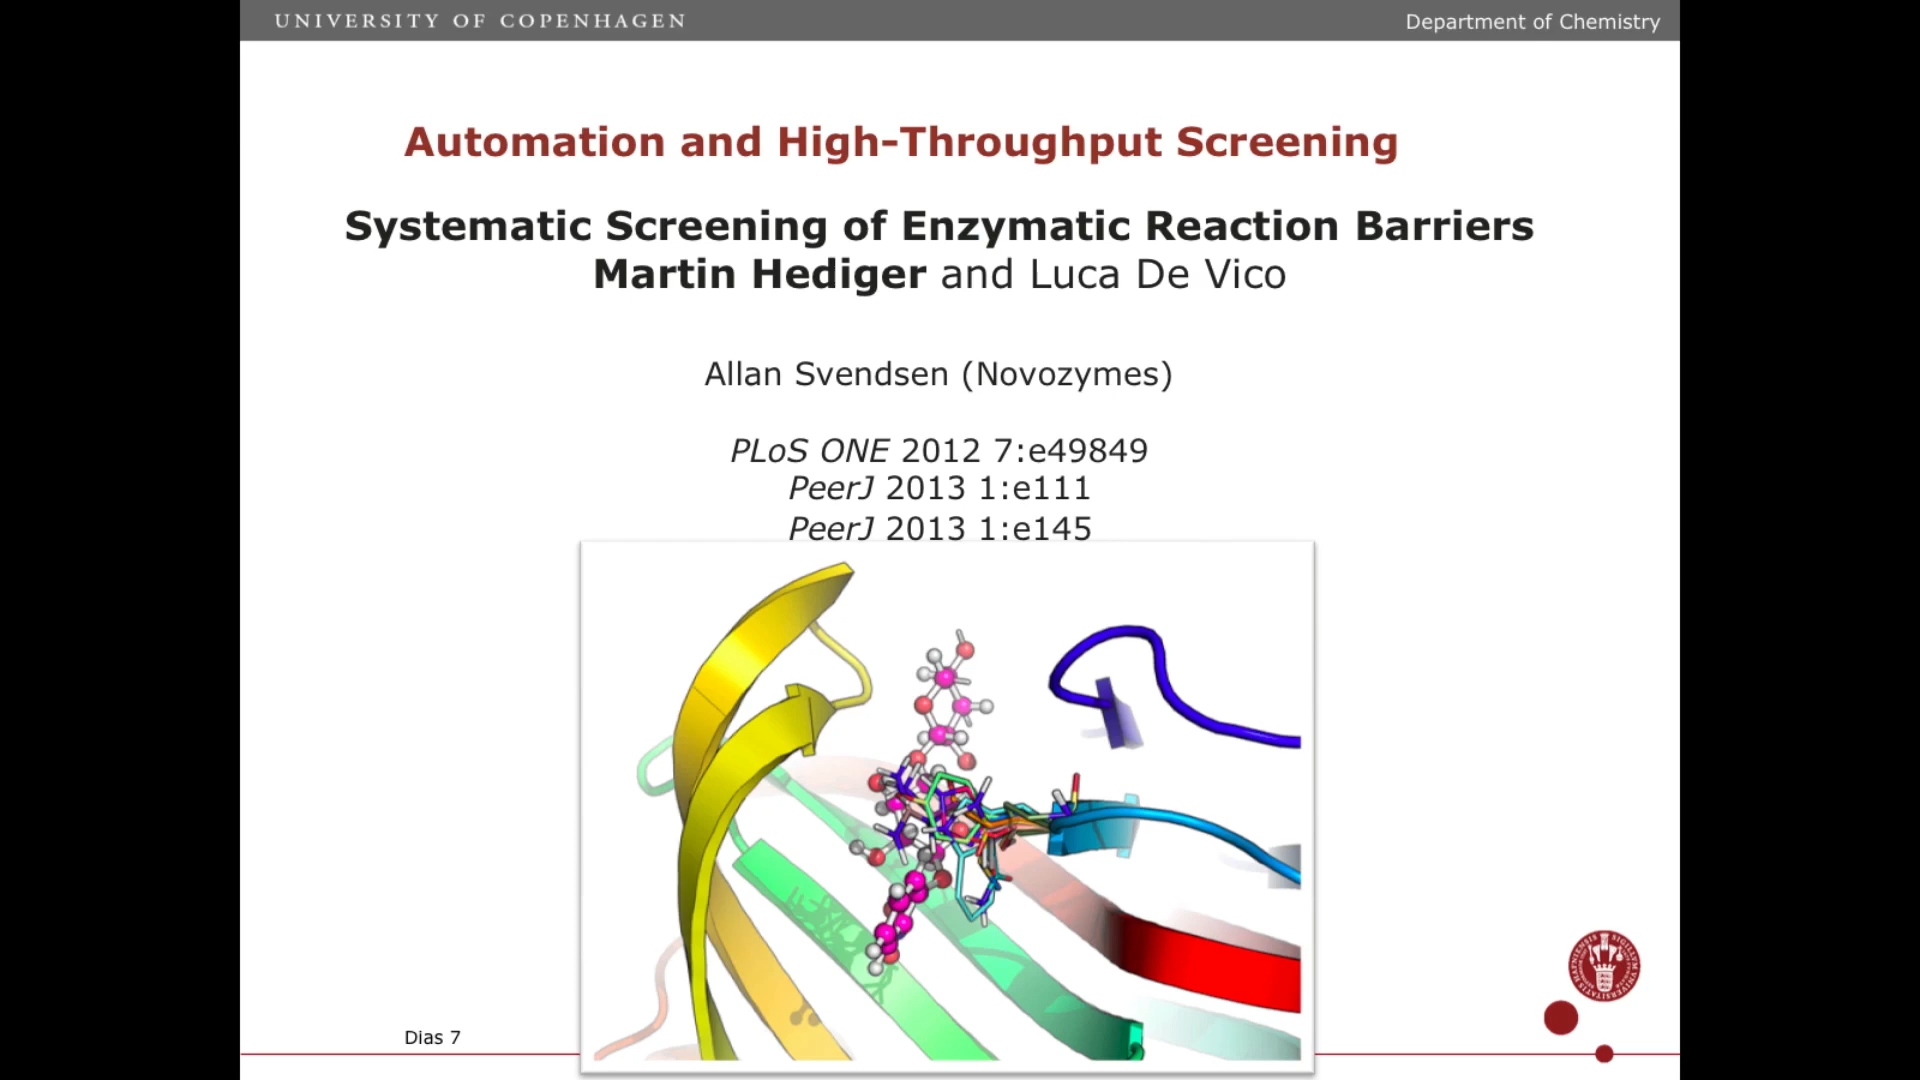 UNIVERSITY OF COPENHAGEN
Department of Chemistry
Automation and High-Throughput Screening
Systematic Screening of Enzymatic Reaction Barriers
Martin Hediger and Luca De Vico
Allan Svendsen (Novozymes)
PLoS ONE 2012 7:e49849
PeerJ 2013 1:e111
PeerJ 2013 1:e145
Dias 7